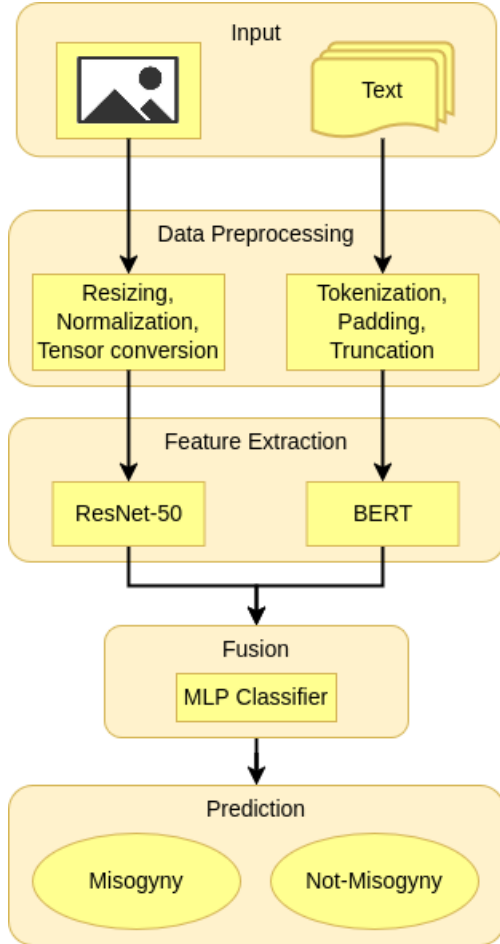 Input
Text
Data Preprocessing
Resizing,
Normalization,
Tensor conversion
Tokenization,
Padding,
Truncation
Feature Extraction
ResNet-50
BERT
Fusion
MLP Classifier
Prediction
Misogyny
Not-Misogyny